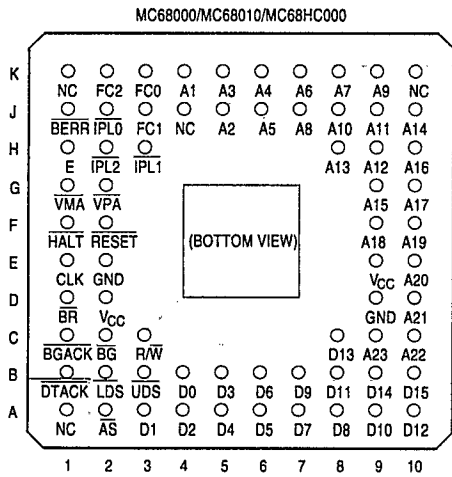 MC68000/MC68010/MC68HC000
K
NC FC2 FC0 A1 A3 A4 A6 A7 A9 NC
J
BERR IPL0 FC1 NC A2 A5 A8 A10 A11 A14
H
E IPL2 IPL1 A13 A12 A16
G
VMA VPA A15 A17
F
HALT RESET (BOTTOM VIEW) A18 A19
E
CLK GND VCC A20
D
BR VCC GND A21
C
BGACK BG R/W D13 A23 A22
B
DTACK LDS UDS D0 D3 D6 D9 D11 D14 D15
A
NC AS D1 D2 D4 D5 D7 D8 D10 D12
1 2 3 4 5 6 7 8 9 10